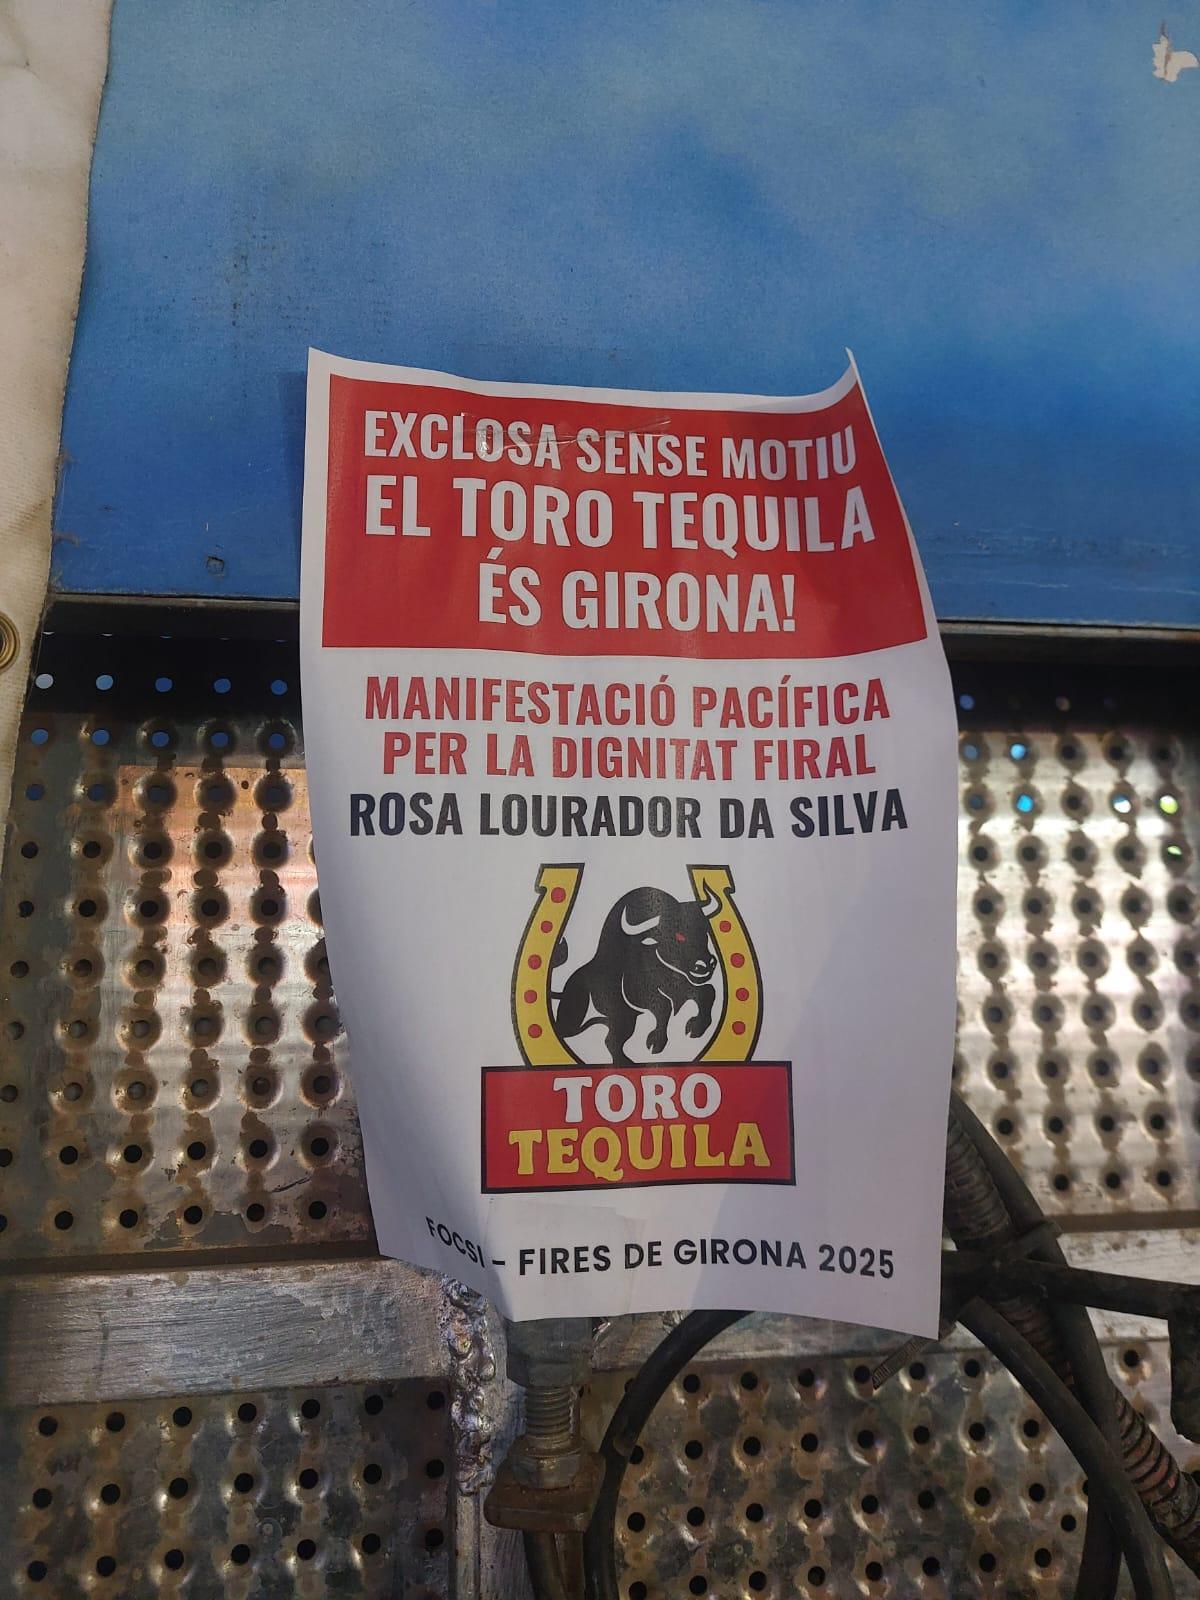 EXCLOSA SENSE MOTIU
EL TORO TEQUILA
ÉS GIRONA!
MANIFESTACIÓ PACÍFICA
PER LA DIGNITAT FIRAL
ROSA LOURADOR DA SILVA
TORO
TEQUILA
FOCSI – FIRES DE GIRONA 2025